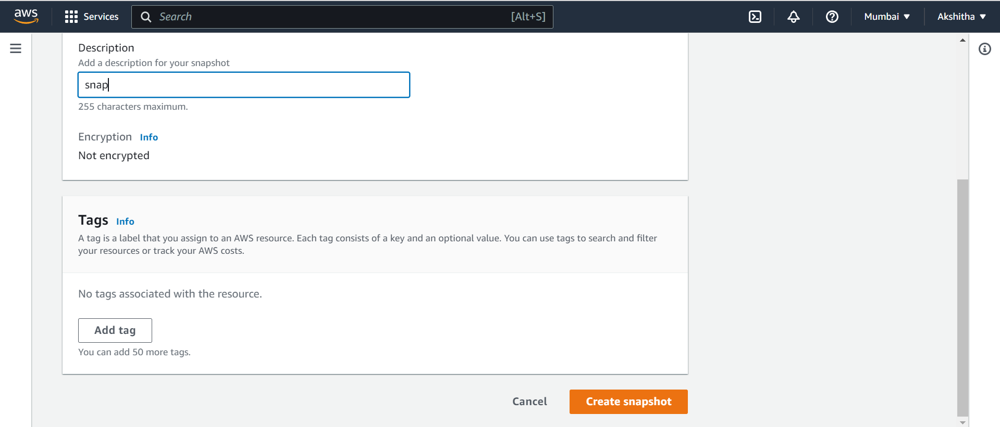 aws
Services
Search
[Alt+S]
Mumbai
Akshitha
Description
Add a description for your snapshot
snap
255 characters maximum.
Encryption Info
Not encrypted
Tags Info
A tag is a label that you assign to an AWS resource. Each tag consists of a key and an optional value. You can use tags to search and filter
your resources or track your AWS costs.
No tags associated with the resource.
Add tag
You can add 50 more tags.
Cancel
Create snapshot